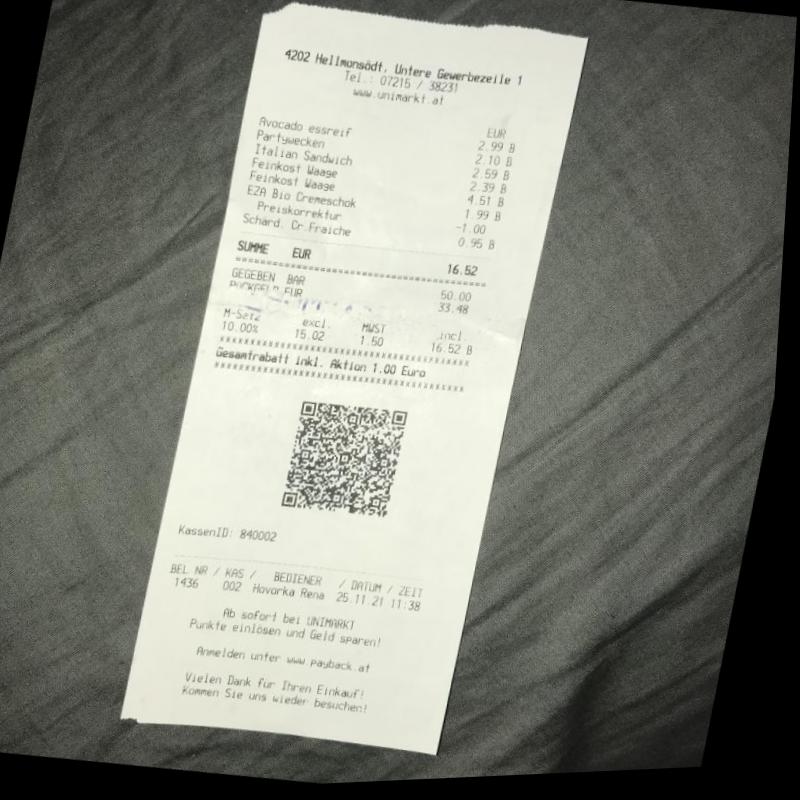 4202 Hellmonsödt, Untere Gewerbezeile 1
Tel.: 07215 / 38231
www.unimarkt.at
EUR
Avocado essreif 2.99 B
Partywecken 2.10 B
Italian Sandwich 2.59 B
Feinkost Waage 2.39 B
Feinkost Waage 4.51 B
EZA Bio Cremeschok 1.99 B
Preiskorrektur -1.00
Schard. Cr.Fraiche 0.95 B
SUMME EUR 16.52
GEGEBEN BAR 50.00
RÜCKGELD EUR 33.48
M-Satz excl. MWST incl.
10.00% 15.02 1.50 16.52 B
Gesamtrabatt inkl. Aktion 1.00 Euro
KassenID: 840002
BEL NR / KAS / BEDIENER / DATUM / ZEIT
1436 002 Hovorka Rena 25.11.21 11:38
Ab sofort bei UNIMARKT
Punkte einlösen und Geld sparen!
Anmelden unter www.payback.at
Vielen Dank für Ihren Einkauf!
Kommen Sie uns wieder besuchen!